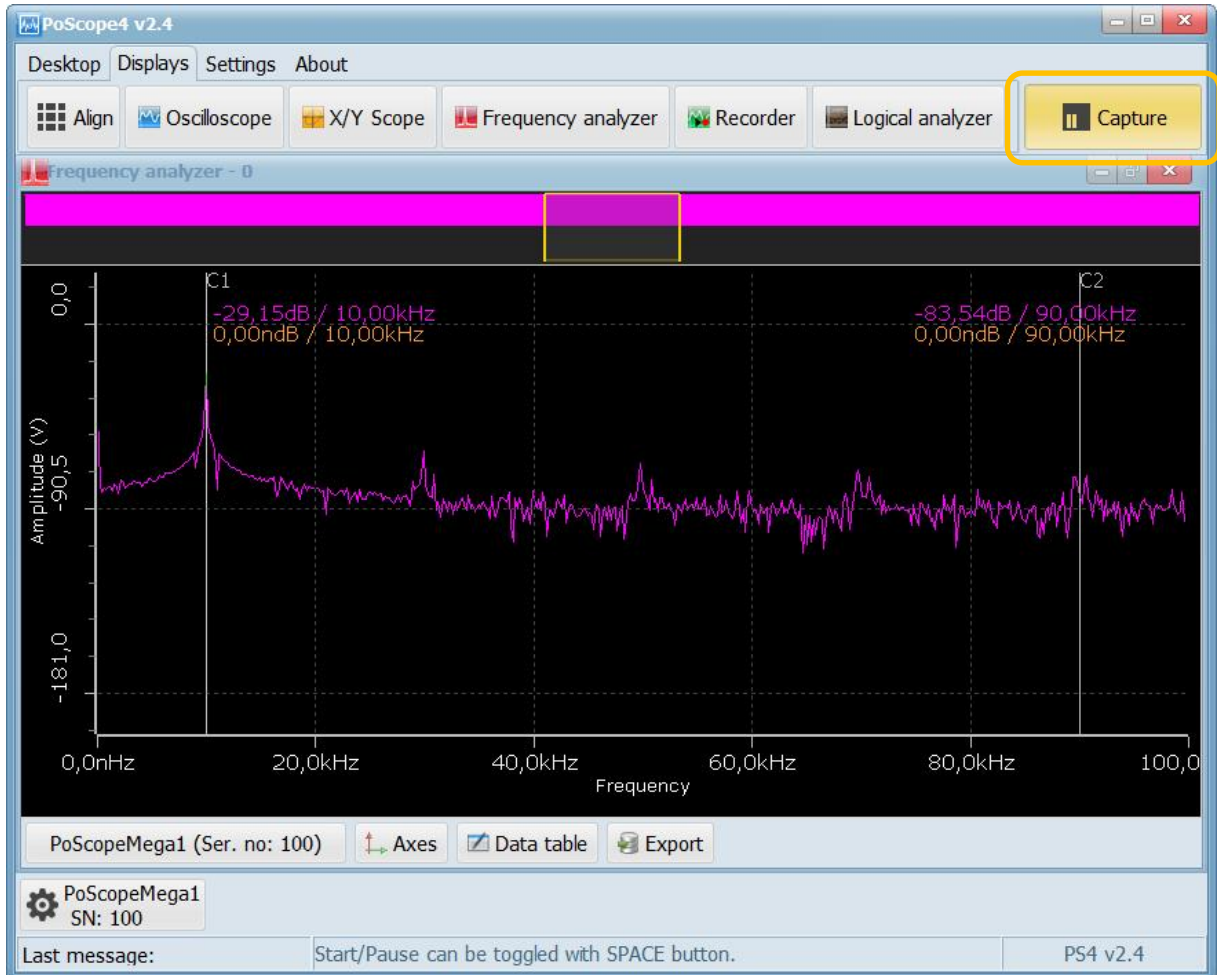 PoScope4 v2.4
Desktop Displays Settings About
Align Oscilloscope X/Y Scope Frequency analyzer Recorder Logical analyzer Capture
Frequency analyzer - 0
C1 C2
-29,15dB / 10,00kHz -83,54dB / 90,00kHz
0,00ndB / 10,00kHz 0,00ndB / 90,00kHz
0,0
Amplitude (V)
-90,5
-181,0
0,0nHz 20,0kHz 40,0kHz 60,0kHz 80,0kHz 100,0
Frequency
PoScopeMega1 (Ser. no: 100) Axes Data table Export
PoScopeMega1
SN: 100
Last message: Start/Pause can be toggled with SPACE button. PS4 v2.4